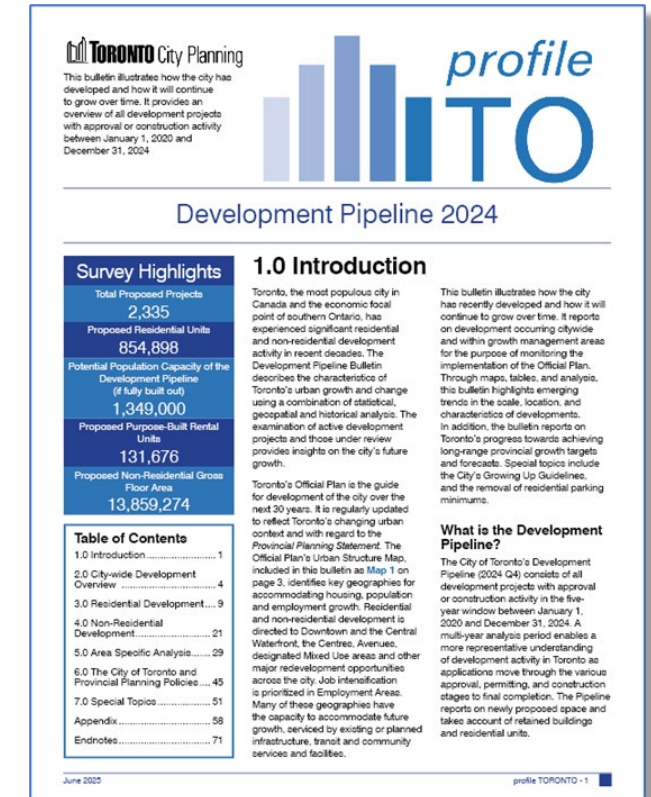 TORONTO City Planning
This bulletin illustrates how the city has
developed and how it will continue
to grow over time. It provides an
overview of all development projects
with approval or construction activity
between January 1, 2020 and
December 31, 2024
profile
TO
Development Pipeline 2024
Survey Highlights
Total Proposed Projects
2,335
Proposed Residential Units
854,898
Potential Population Capacity of the
Development Pipeline
(if fully built out)
1,349,000
Proposed Purpose-Built Rental
Units
131,676
Proposed Non-Residential Gross
Floor Area
13,859,274
Table of Contents
1.0 Introduction ........................... 1
2.0 City-wide Development
Overview ................................. 4
3.0 Residential Development .... 9
4.0 Non-Residential
Development ............................ 21
5.0 Area Specific Analysis ....... 29
6.0 The City of Toronto and
Provincial Planning Policies .... 45
7.0 Special Topics .................... 51
Appendix ................................. 58
Endnotes ................................. 71
1.0 Introduction
Toronto, the most populous city in
Canada and the economic focal
point of southern Ontario, has
experienced significant residential
and non-residential development
activity in recent decades. The
Development Pipeline Bulletin
describes the characteristics of
Toronto's urban growth and change
using a combination of statistical,
geospatial and historical analysis. The
examination of active development
projects and those under review
provides insights on the city's future
growth.
Toronto's Official Plan is the guide
for development of the city over the
next 30 years. It is regularly updated
to reflect Toronto's changing urban
context and with regard to the
Provincial Planning Statement. The
Official Plan's Urban Structure Map,
included in this bulletin as Map 1 on
page 3, identifies key geographies for
accommodating housing, population
and employment growth. Residential
and non-residential development is
directed to Downtown and the Central
Waterfront, the Centres, Avenues,
designated Mixed Use areas and other
major redevelopment opportunities
across the city. Job intensification
is prioritized in Employment Areas.
Many of these geographies have
the capacity to accommodate future
growth, serviced by existing or planned
infrastructure, transit and community
services and facilities.
This bulletin illustrates how the city
has recently developed and how it will
continue to grow over time. It reports
on development occurring citywide
and within growth management areas
for the purpose of monitoring the
implementation of the Official Plan.
Through maps, tables, and analysis,
this bulletin highlights emerging
trends in the scale, location, and
characteristics of developments.
In addition, the bulletin reports on
Toronto's progress towards achieving
long-range provincial growth targets
and forecasts. Special topics include
the City's Growing Up Guidelines,
and the removal of residential parking
minimums.
What is the Development
Pipeline?
The City of Toronto's Development
Pipeline (2024 Q4) consists of all
development projects with approval
or construction activity in the five-
year window between January 1,
2020 and December 31, 2024. A
multi-year analysis period enables a
more representative understanding
of development activity in Toronto as
applications move through the various
approval, permitting, and construction
stages to final completion. The Pipeline
reports on newly proposed space and
takes account of retained buildings
and residential units.
June 2025
profile TORONTO - 1